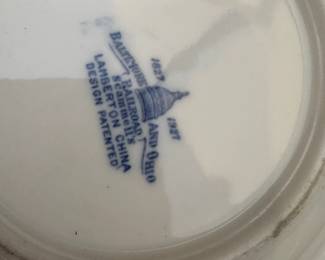 1827 1927
BALTIMORE AND OHIO
RAILROAD
SCAMMELL'S
LAMBERTON CHINA
DESIGN PATENTED